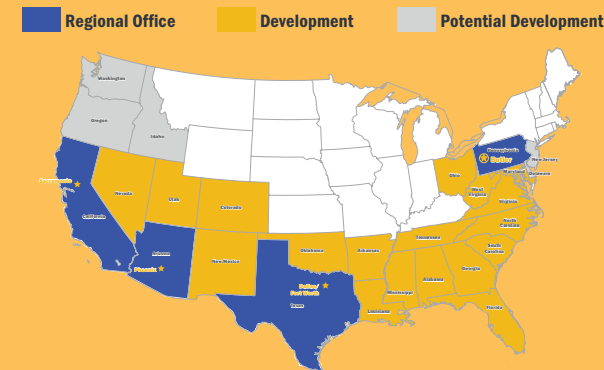 Regional Office
Development
Potential Development
Washington
Oregon
Idaho
Nevada
Utah
Colorado
California
Arizona
Phoenix
New Mexico
Oklahoma
Dallas/
Fort Worth
Texas
Arkansas
Louisiana
Mississippi
Alabama
Tennessee
Georgia
Florida
South
Carolina
North
Carolina
Virginia
West
Ohio
Pennsylvania
Butler
Maryland
New Jersey
Delaware